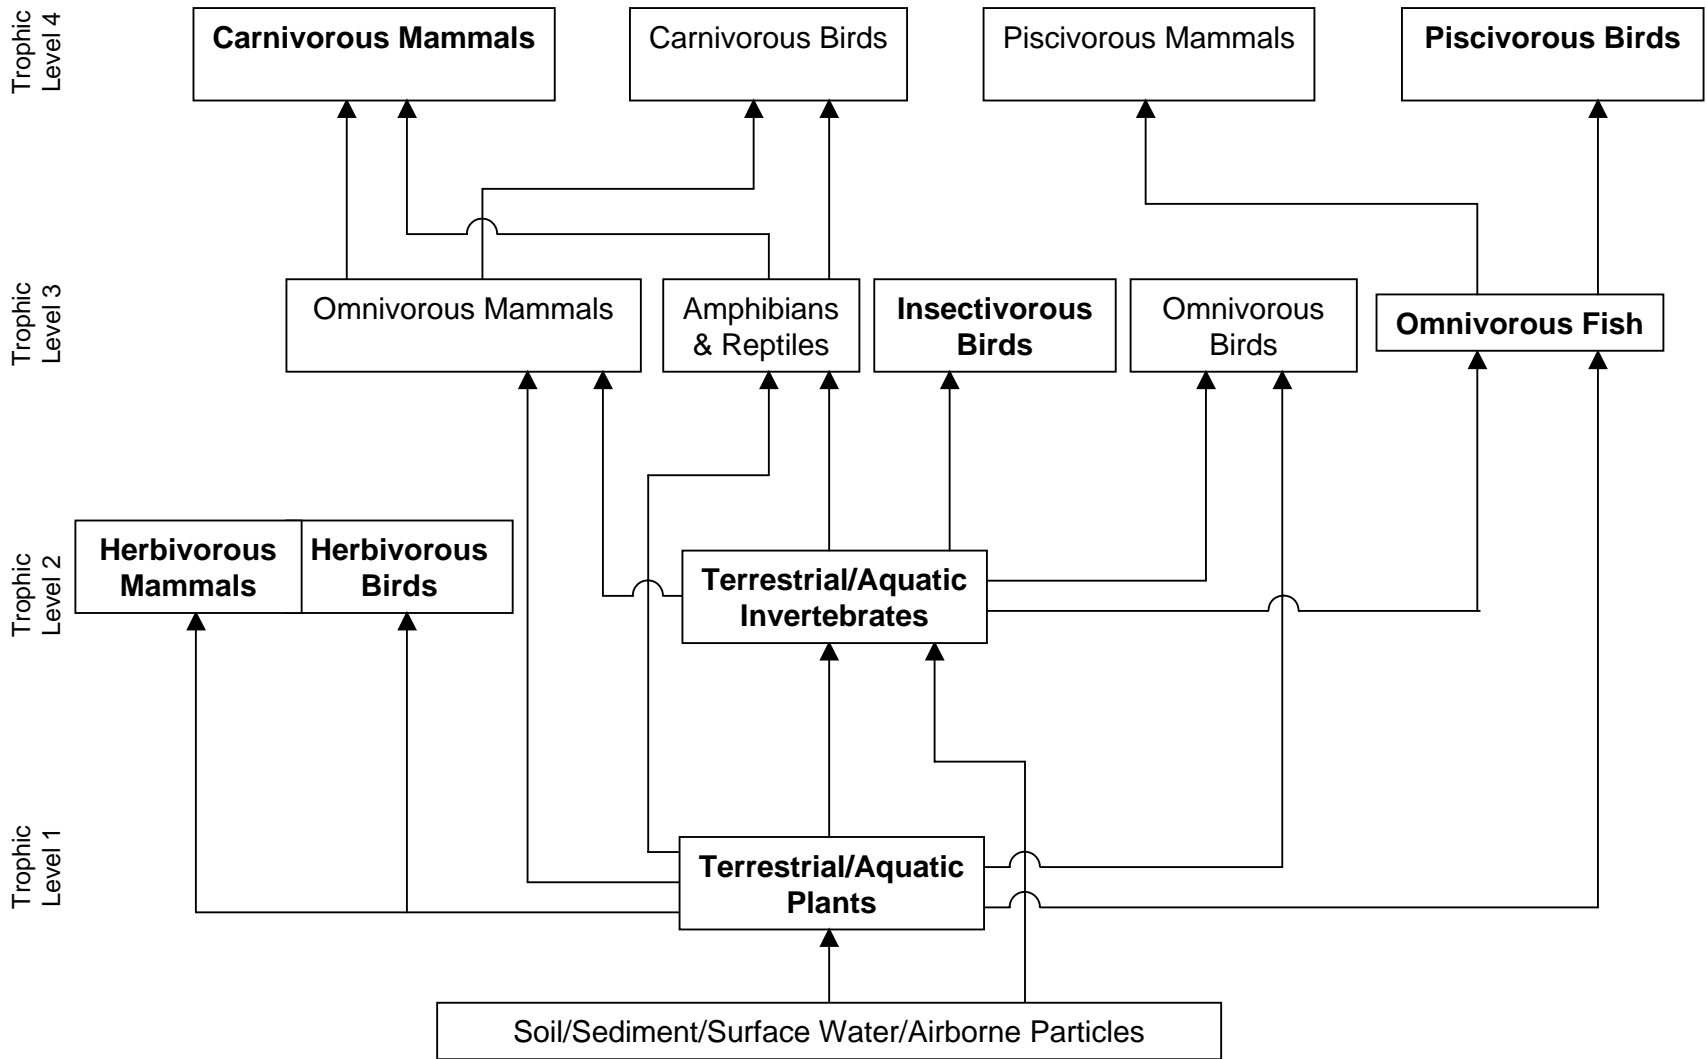 Trophic
Level 4
Carnivorous Mammals
Carnivorous Birds
Piscivorous Mammals
Piscivorous Birds
Trophic
Level 3
Omnivorous Mammals
Amphibians
& Reptiles
Insectivorous
Birds
Omnivorous
Birds
Omnivorous Fish
Trophic
Level 2
Herbivorous
Mammals
Herbivorous
Birds
Terrestrial/Aquatic
Invertebrates
Trophic
Level 1
Terrestrial/Aquatic
Plants
Soil/Sediment/Surface Water/Airborne Particles